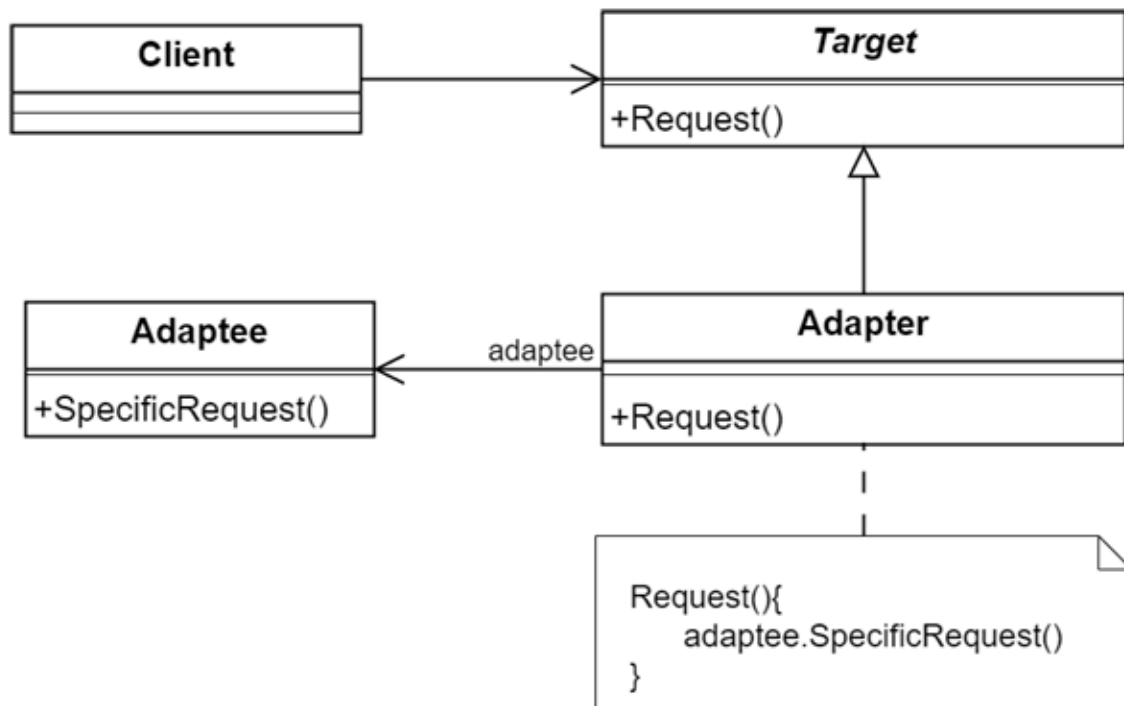 Client
Target
+Request()
Adaptee
+SpecificRequest()
adaptee
Adapter
+Request()
Request(){
adaptee.SpecificRequest()
}